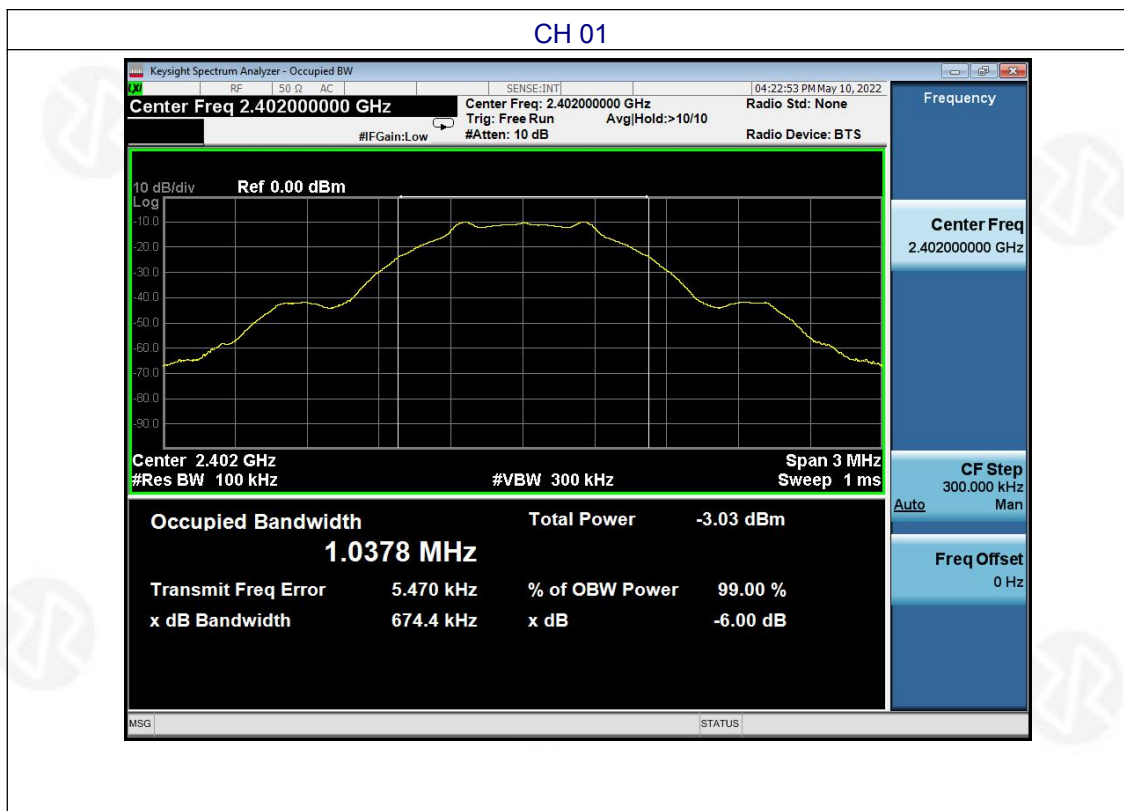 CH 01
Keysight Spectrum Analyzer - Occupied BW
LXI RF 50 Ω AC SENSE:INT 04:22:53 PM May 10, 2022
Center Freq 2.402000000 GHz
Center Freq: 2.402000000 GHz Radio Std: None
Trig: Free Run Avg|Hold:>10/10
#IFGain:Low #Atten: 10 dB Radio Device: BTS
10 dB/div Ref 0.00 dBm
Log
-10.0
-20.0
-30.0
-40.0
-50.0
-60.0
-70.0
-80.0
-90.0
Center 2.402 GHz Span 3 MHz
#Res BW 100 kHz #VBW 300 kHz Sweep 1 ms
Occupied Bandwidth Total Power -3.03 dBm
1.0378 MHz
Transmit Freq Error 5.470 kHz % of OBW Power 99.00 %
x dB Bandwidth 674.4 kHz x dB -6.00 dB
Frequency
Center Freq
2.402000000 GHz
CF Step
300.000 kHz
Auto Man
Freq Offset
0 Hz
MSG STATUS